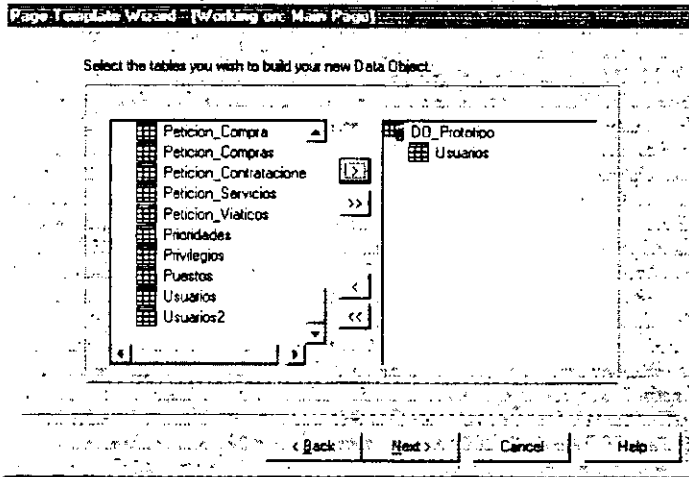 Page Template Wizard - [Working on: Main Page]
Select the tables you wish to build your new Data Object:
Peticion_Compra
Peticion_Compras
Peticion_Contratacione
Peticion_Servicios
Peticion_Viaticos
Prioridades
Privilegios
Puestos
Usuarios
Usuarios2
>
>>
<
<<
DO_Prototipo
Usuarios
< Back
Next >
Cancel
Help